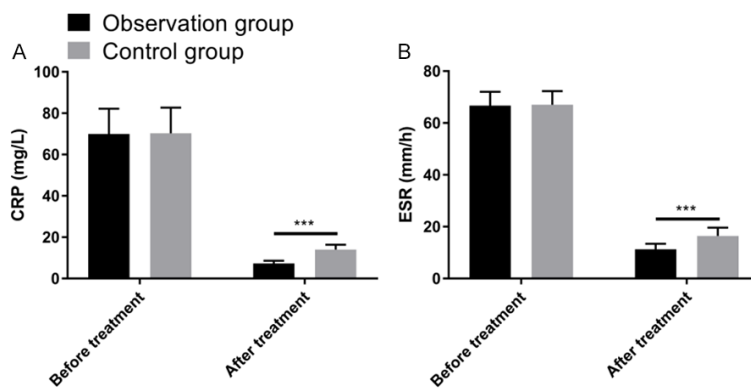 Observation group
Control group
A
CRP (mg/L)
100
80
60
40
20
0
***
Before treatment
After treatment
B
ESR (mm/h)
80
60
40
20
0
***
Before treatment
After treatment